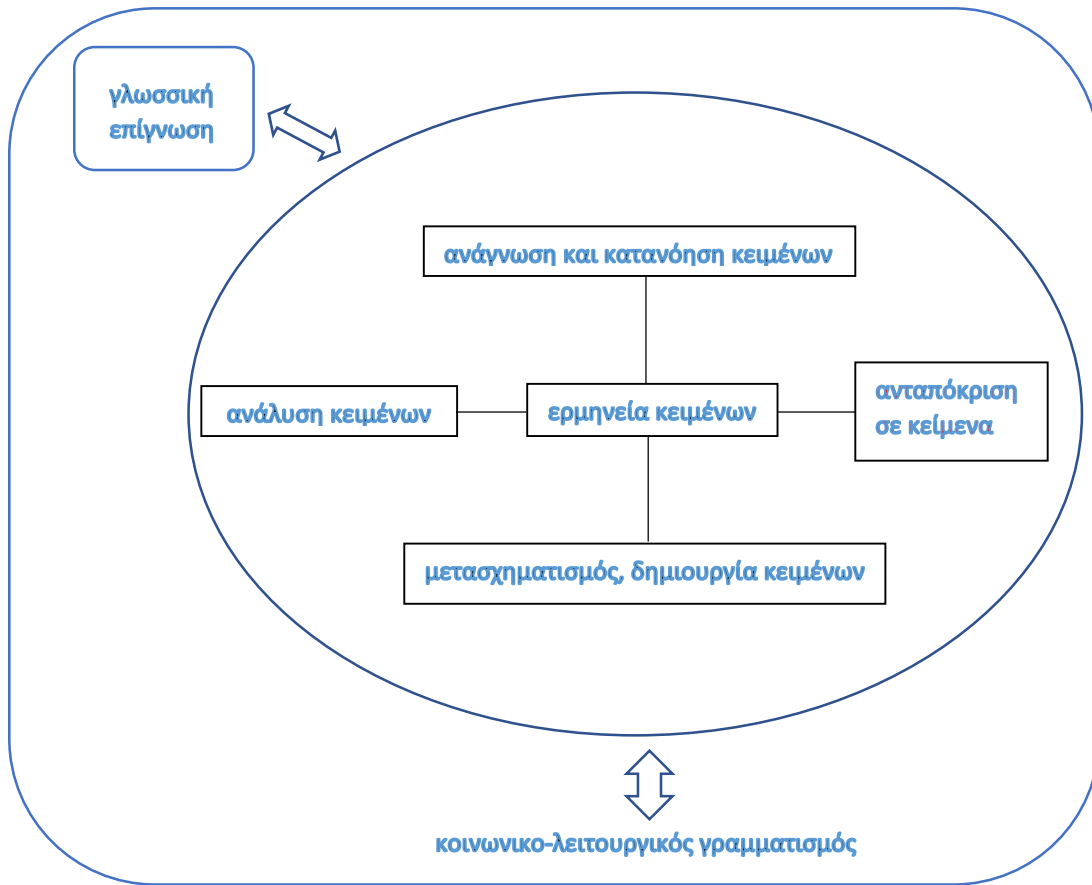 γλωσσική
επίγνωση
ανάγνωση και κατανόηση κειμένων
ανάλυση κειμένων
ερμηνεία κειμένων
ανταπόκριση
σε κείμενα
μετασχηματισμός, δημιουργία κειμένων
κοινωνικο-λειτουργικός γραμματισμός